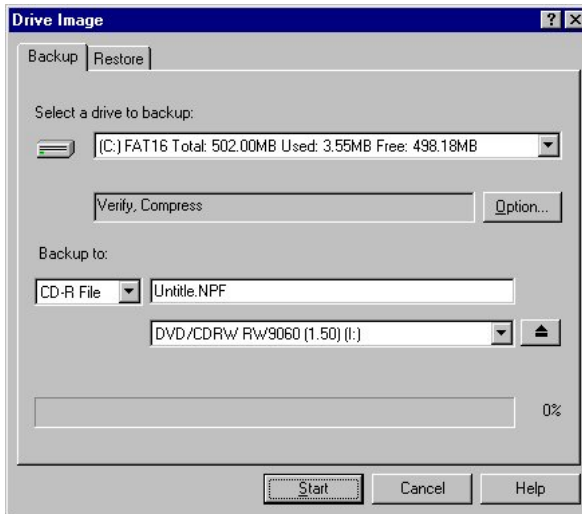 Drive Image
Backup Restore
Select a drive to backup:
(C:) FAT16 Total: 502.00MB Used: 3.55MB Free: 498.18MB
Verify, Compress Option...
Backup to:
CD-R File Untitle.NPF
DVD/CDRW RW9060 (1.50) (I:)
0%
Start Cancel Help